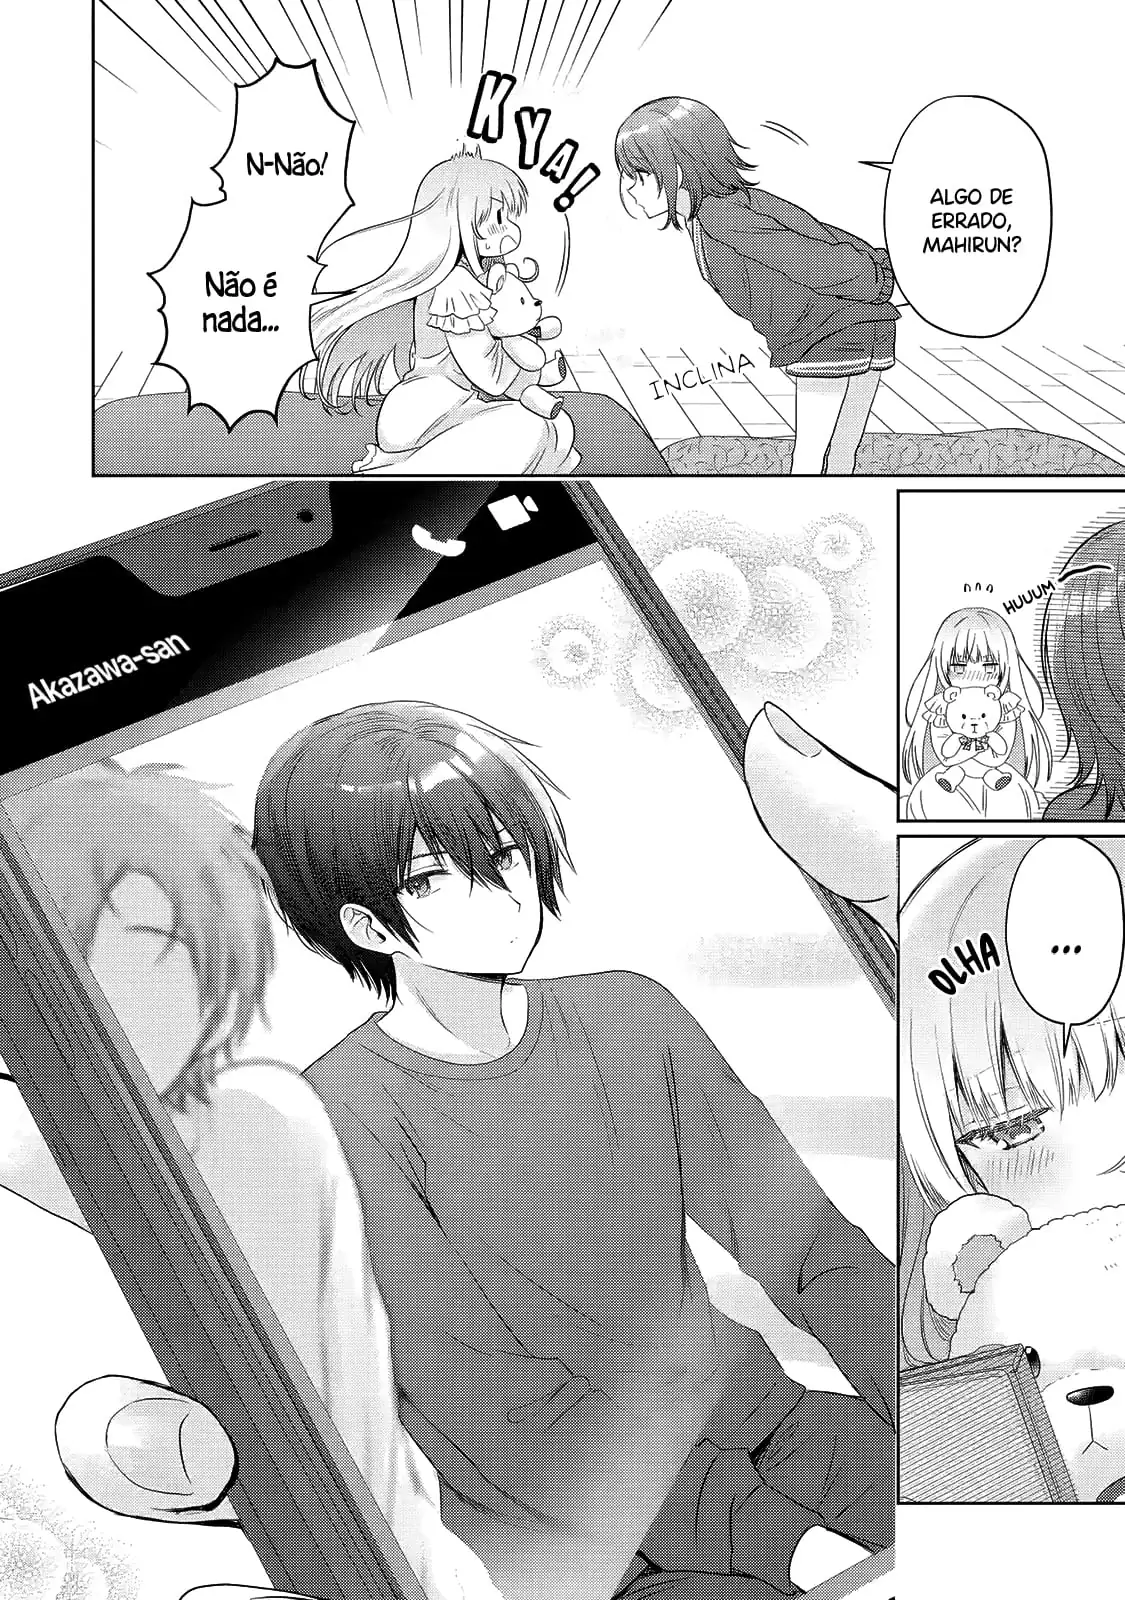 ALGO DE
ERRADO,
MAHIRUN?
INCLINA
KYA!
N-Não!
Não é
nada...
HUUUM
...
OLHA
Akazawa-san